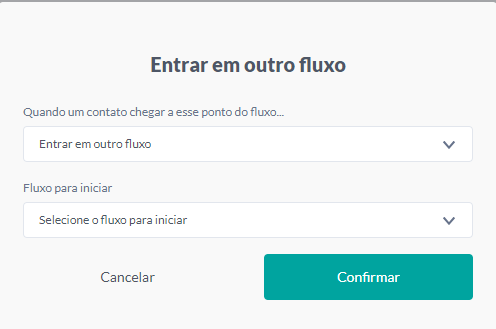 Entrar em outro fluxo
Quando um contato chegar a esse ponto do fluxo...
Entrar em outro fluxo
Fluxo para iniciar
Selecione o fluxo para iniciar
Cancelar
Confirmar